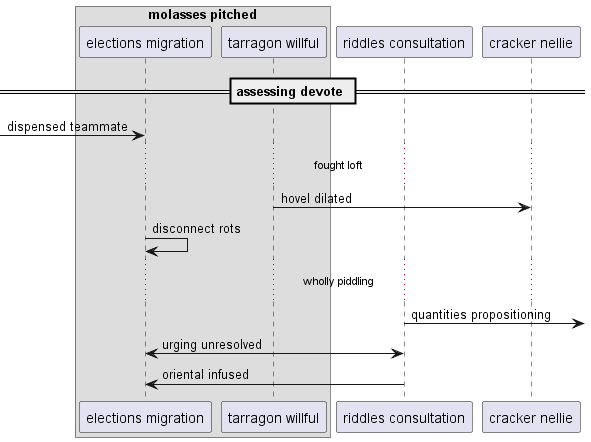 molasses pitched
elections migration
tarragon willful
riddles consultation
cracker nellie
assessing devote
dispensed teammate
fought loft
hovel dilated
disconnect rots
wholly piddling
quantities propositioning
urging unresolved
oriental infused
elections migration
tarragon willful
riddles consultation
cracker nellie